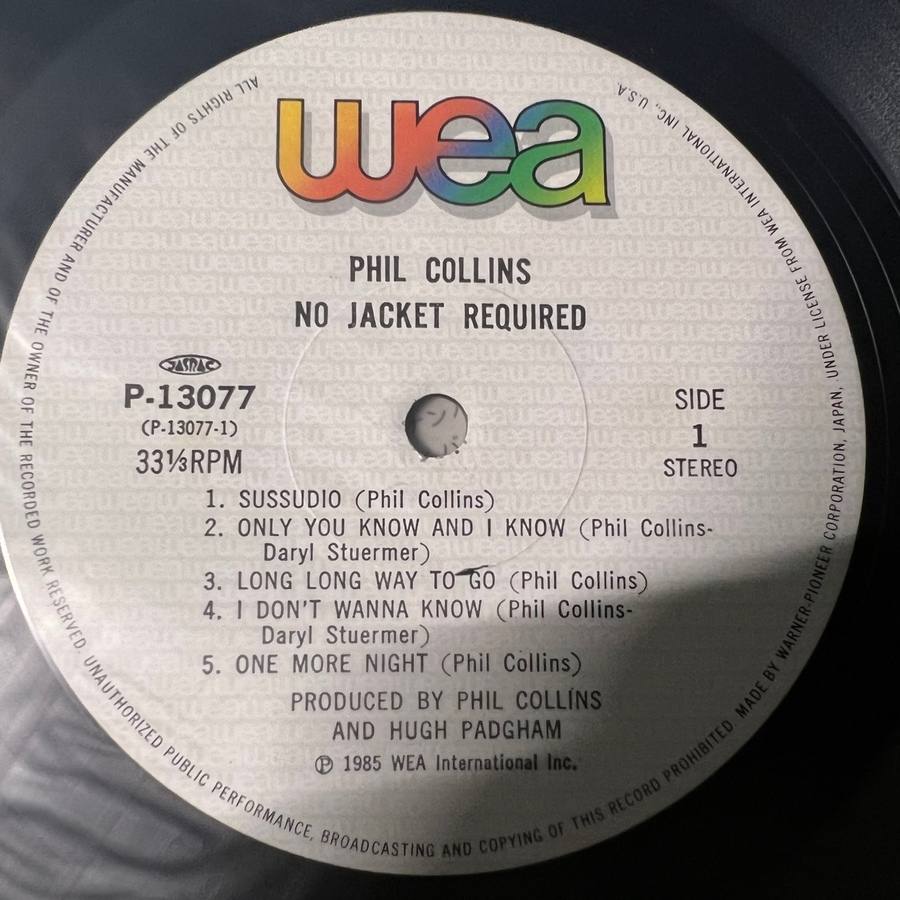 wea
PHIL COLLINS
NO JACKET REQUIRED
JASRAC
P-13077
(P-13077-1)
33⅓RPM
SIDE
1
STEREO
1. SUSSUDIO (Phil Collins)
2. ONLY YOU KNOW AND I KNOW (Phil Collins-
Daryl Stuermer)
3. LONG LONG WAY TO GO (Phil Collins)
4. I DON'T WANNA KNOW (Phil Collins-
Daryl Stuermer)
5. ONE MORE NIGHT (Phil Collins)
PRODUCED BY PHIL COLLINS
AND HUGH PADGHAM
℗ 1985 WEA International Inc.
ALL RIGHTS OF THE MANUFACTURER AND OF THE OWNER OF THE RECORDED WORK RESERVED. UNAUTHORIZED PUBLIC PERFORMANCE, BROADCASTING AND COPYING OF THIS RECORD PROHIBITED. MADE BY WARNER-PIONEER CORPORATION, JAPAN, UNDER LICENSE FROM WEA INTERNATIONAL INC., U.S.A.